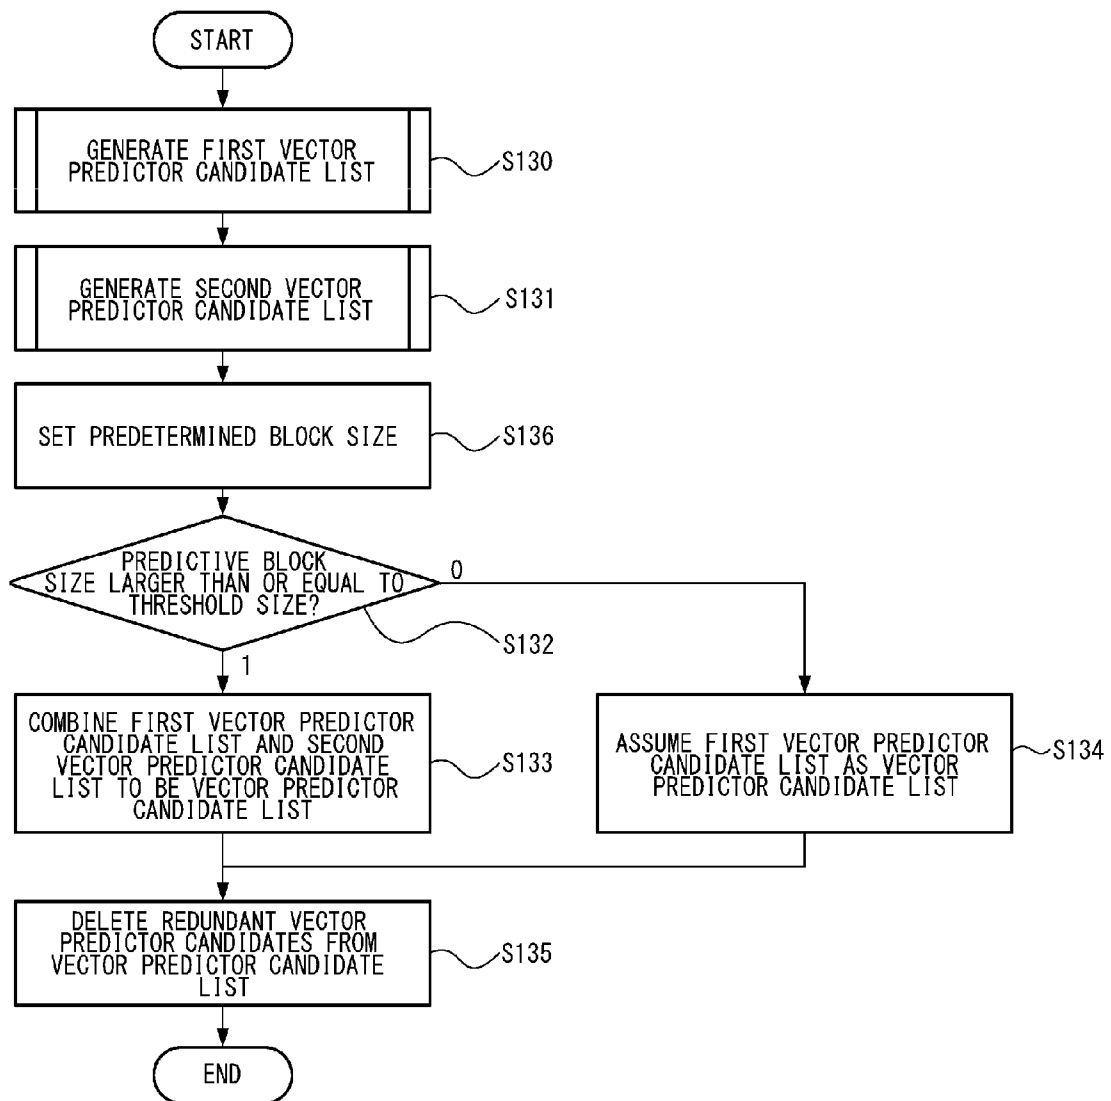 START
GENERATE FIRST VECTOR
PREDICTOR CANDIDATE LIST
S130
GENERATE SECOND VECTOR
PREDICTOR CANDIDATE LIST
S131
SET PREDETERMINED BLOCK SIZE
S136
PREDICTIVE BLOCK
SIZE LARGER THAN OR EQUAL TO
THRESHOLD SIZE?
0
S132
1
COMBINE FIRST VECTOR PREDICTOR
CANDIDATE LIST AND SECOND
VECTOR PREDICTOR CANDIDATE
LIST TO BE VECTOR PREDICTOR
CANDIDATE LIST
S133
ASSUME FIRST VECTOR PREDICTOR
CANDIDATE LIST AS VECTOR
PREDICTOR CANDIDATE LIST
S134
DELETE REDUNDANT VECTOR
PREDICTOR CANDIDATES FROM
VECTOR PREDICTOR CANDIDATE
LIST
S135
END